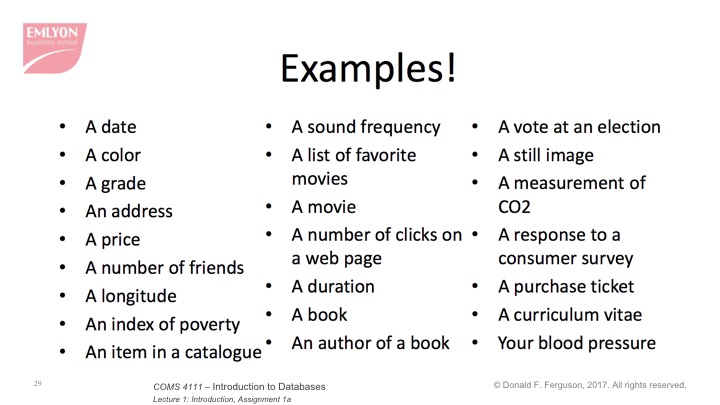 EMLYON
business school
Examples!
• A date
• A color
• A grade
• An address
• A price
• A number of friends
• A longitude
• An index of poverty
• An item in a catalogue
• A sound frequency
• A list of favorite
movies
• A movie
• A number of clicks on
a web page
• A duration
• A book
• An author of a book
• A vote at an election
• A still image
• A measurement of
CO2
• A response to a
consumer survey
• A purchase ticket
• A curriculum vitae
• Your blood pressure
29
COMS 4111 – Introduction to Databases
Lecture 1: Introduction, Assignment 1a
© Donald F. Ferguson, 2017. All rights reserved.